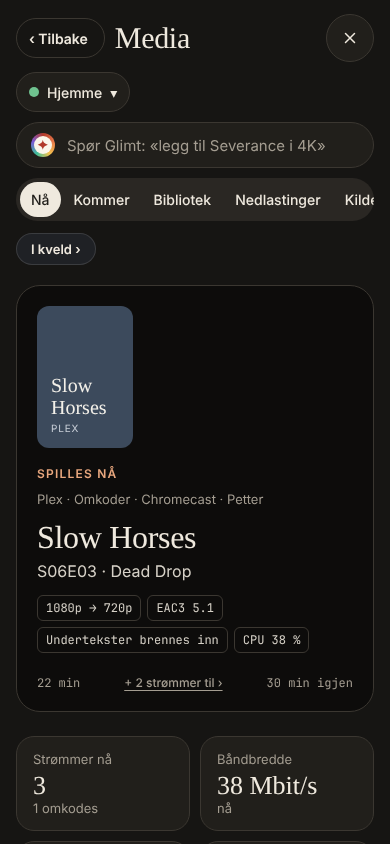 ‹ Tilbake
Media
×
Hjemme ▾
Spør Glimt: «legg til Severance i 4K»
Nå Kommer Bibliotek Nedlastinger Kilde
I kveld ›
Slow
Horses
PLEX
SPILLES NÅ
Plex · Omkoder · Chromecast · Petter
Slow Horses
S06E03 · Dead Drop
1080p → 720p EAC3 5.1
Undertekster brennes inn CPU 38 %
22 min + 2 strømmer til › 30 min igjen
Strømmer nå
3
1 omkodes
Båndbredde
38 Mbit/s
nå